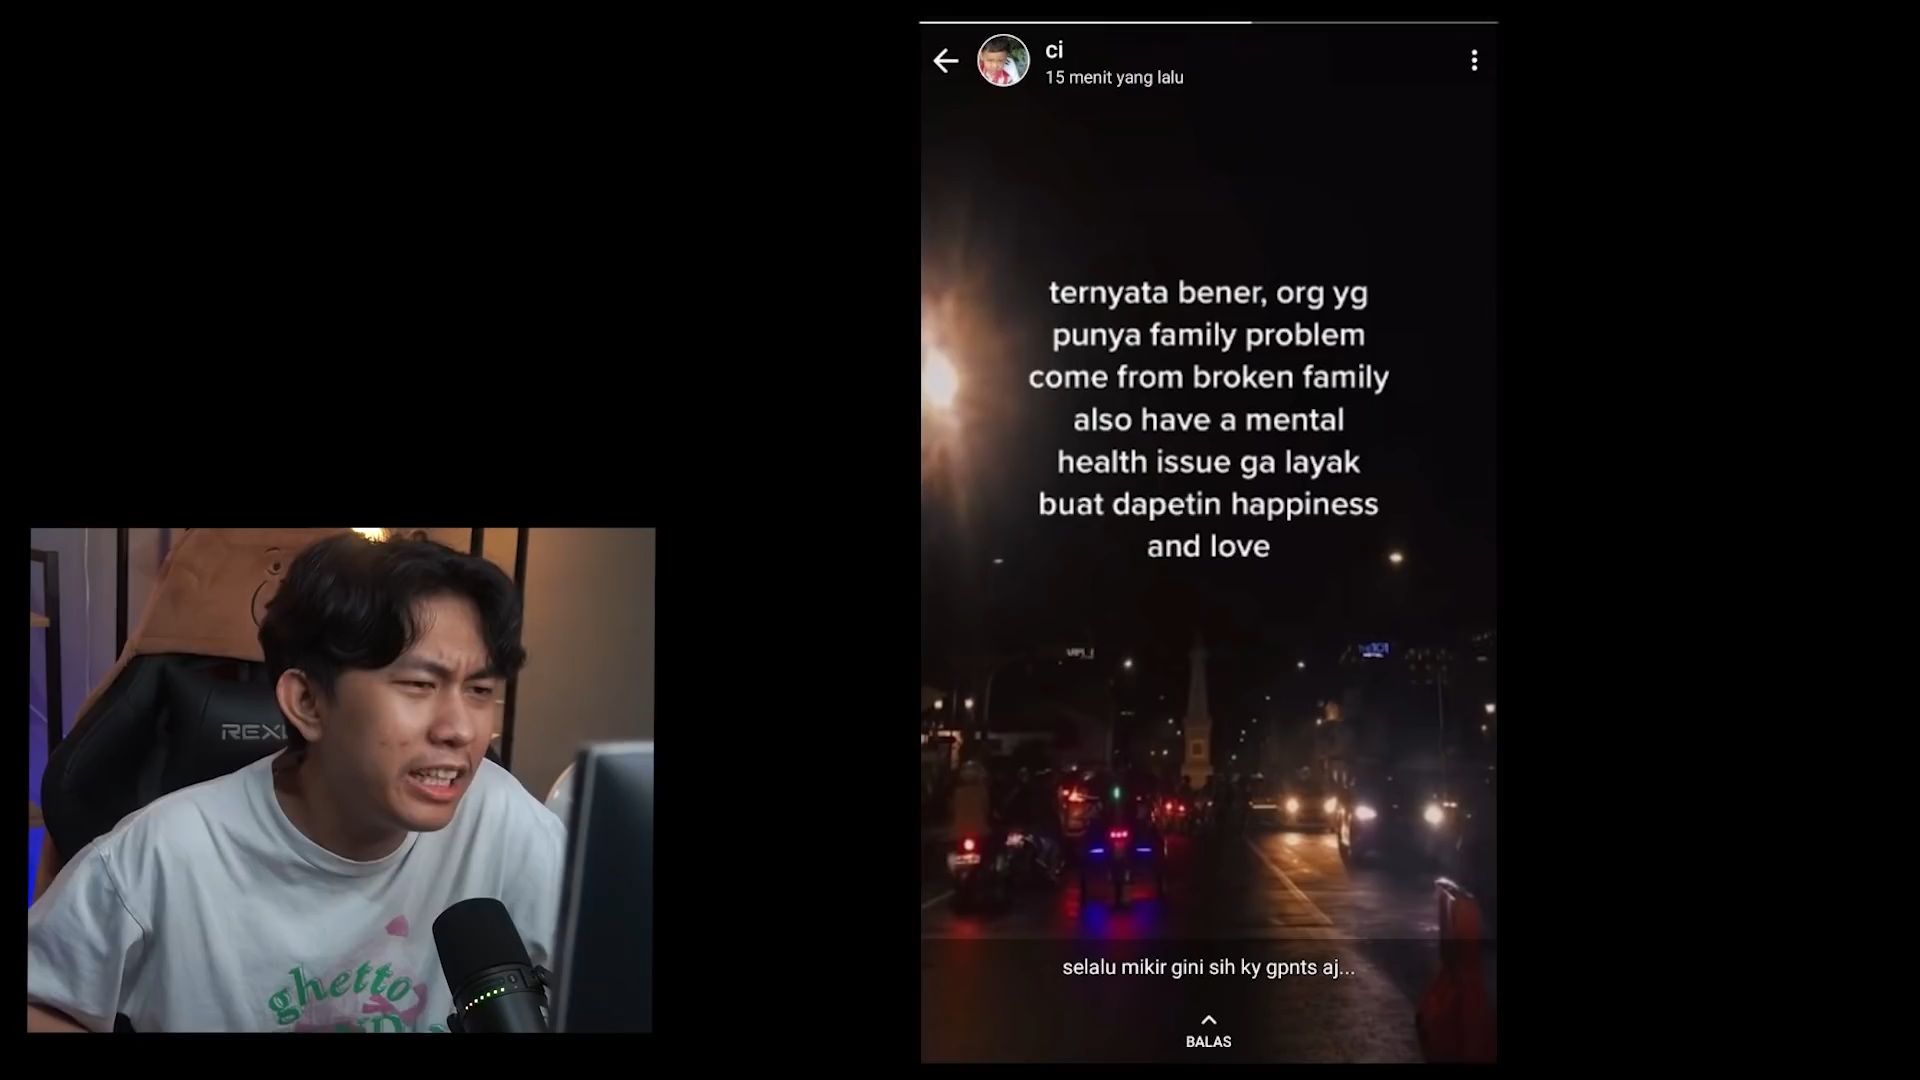 ci
15 menit yang lalu
ternyata bener, org yg
punya family problem
come from broken family
also have a mental
health issue ga layak
buat dapetin happiness
and love
selalu mikir gini sih ky gpnts aj...
BALAS
REX
ghetto